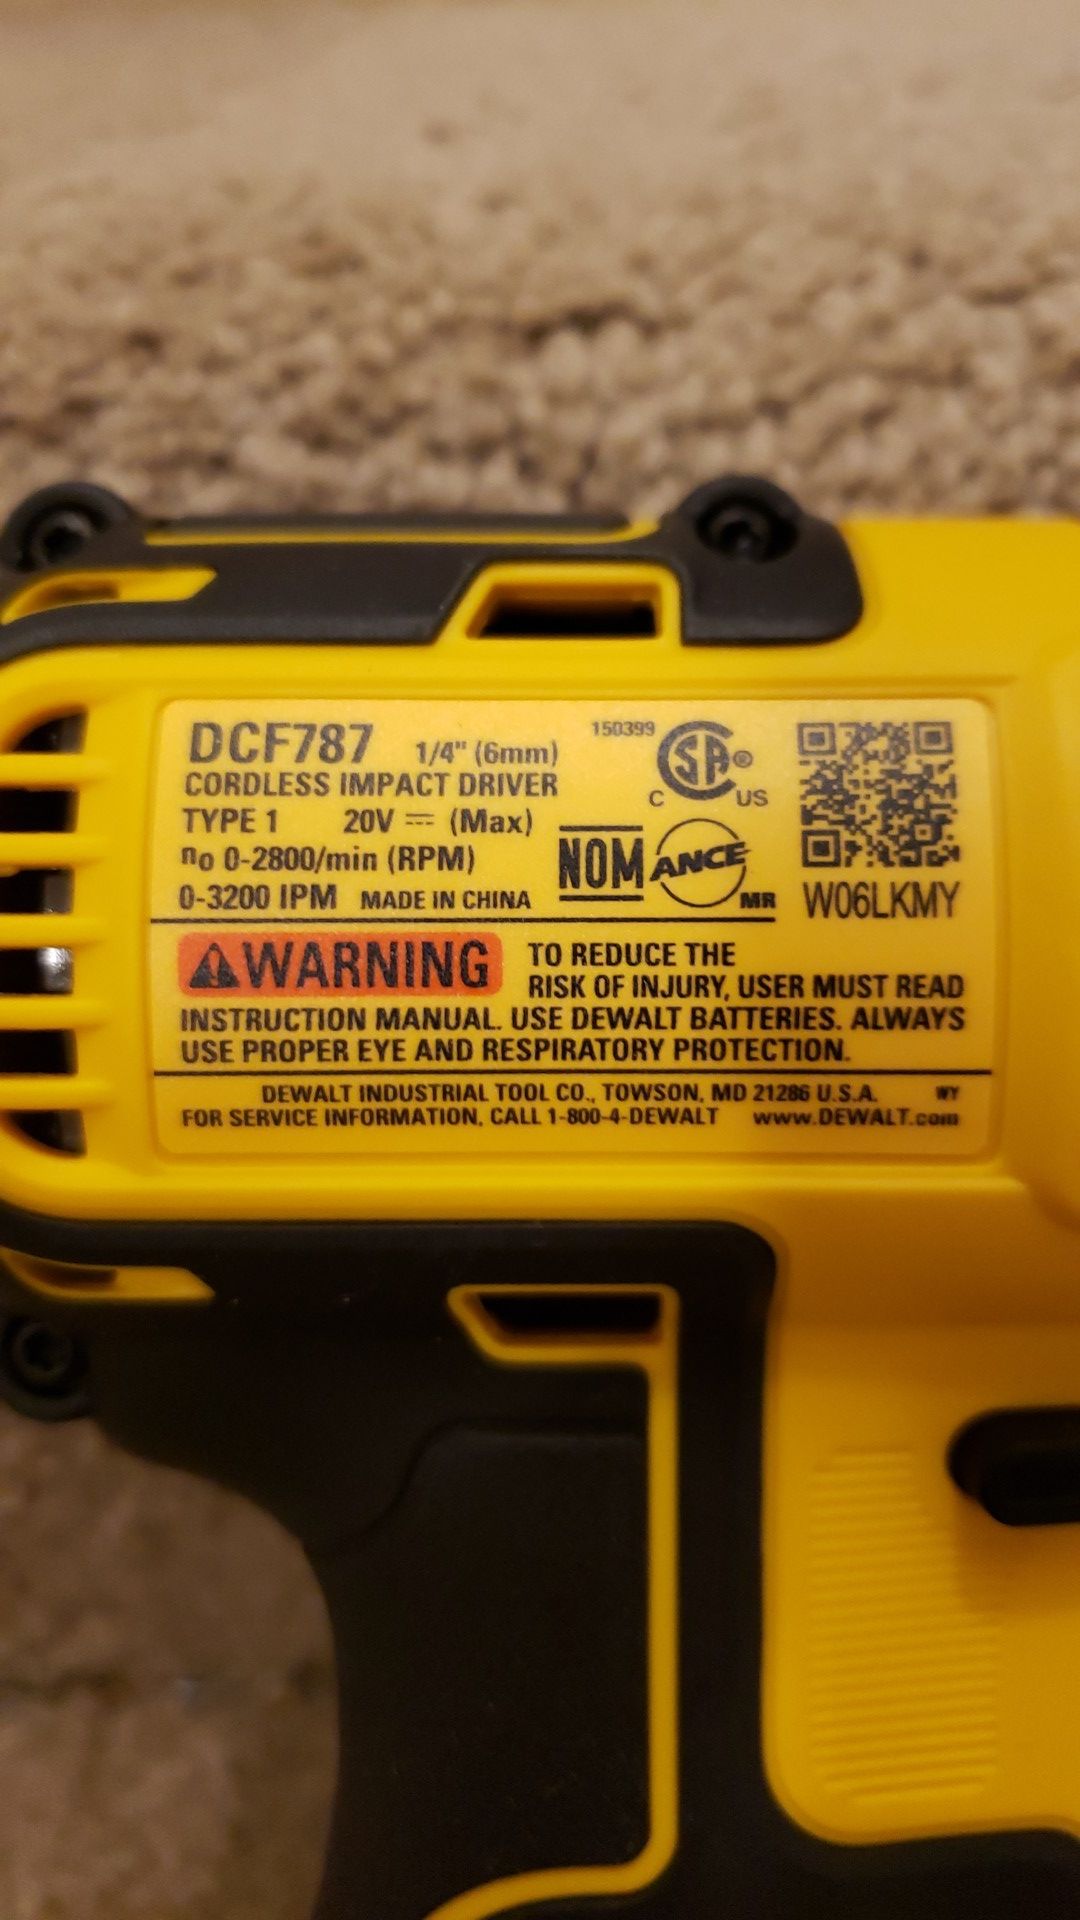 DCF787 1/4" (6mm)
CORDLESS IMPACT DRIVER
TYPE 1 20V ⎓ (Max)
no 0-2800/min (RPM)
0-3200 IPM MADE IN CHINA
150399
CSA®
C US
NOM ANCE MR
W06LKMY
⚠WARNING TO REDUCE THE
RISK OF INJURY, USER MUST READ
INSTRUCTION MANUAL. USE DEWALT BATTERIES. ALWAYS
USE PROPER EYE AND RESPIRATORY PROTECTION.
DEWALT INDUSTRIAL TOOL CO., TOWSON, MD 21286 U.S.A. WY
FOR SERVICE INFORMATION, CALL 1-800-4-DEWALT www.DEWALT.com